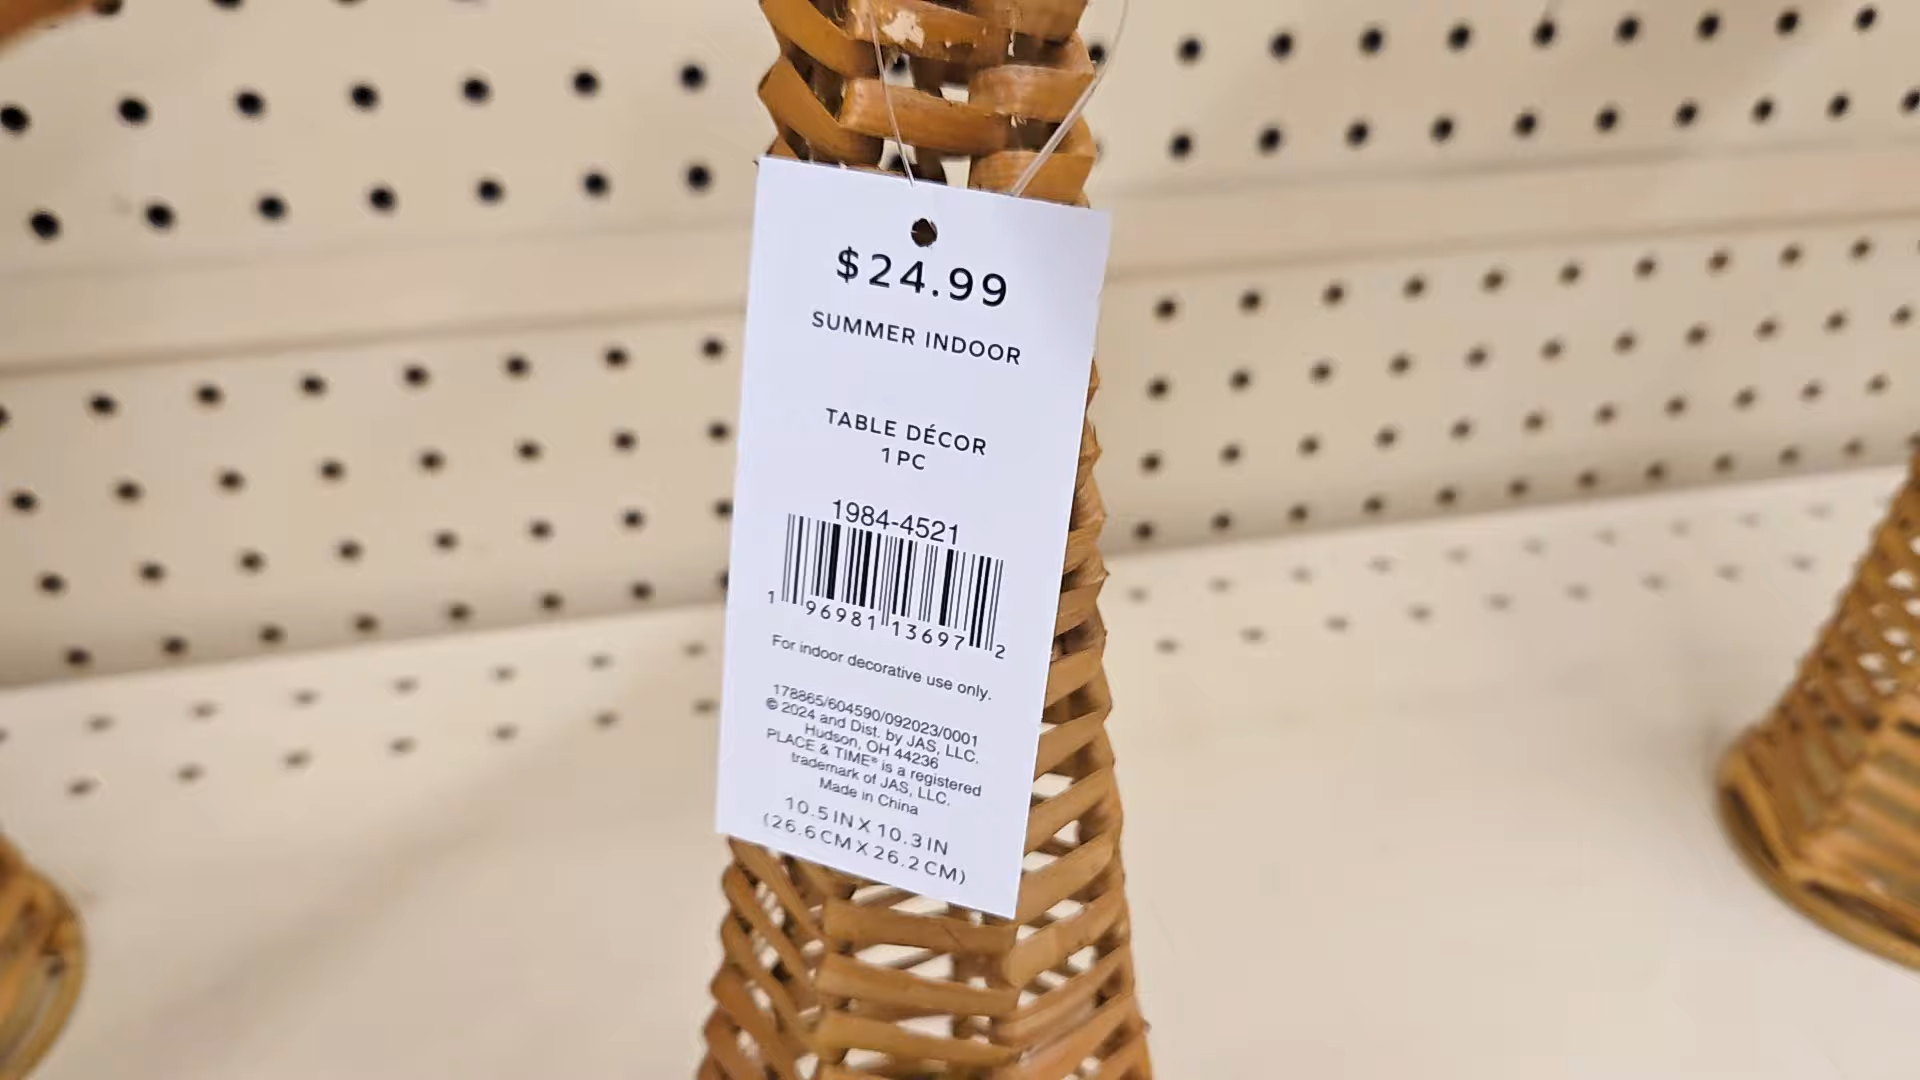 $24.99
SUMMER INDOOR
TABLE DÉCOR
1 PC
1984-4521
1 96981 13697 2
For indoor decorative use only.
178865/604590/092023/0001
© 2024 and Dist. by JAS, LLC.
Hudson, OH 44236
PLACE & TIME® is a registered
trademark of JAS, LLC.
Made in China
10.5 IN X 10.3 IN
(26.6 CM X 26.2 CM)